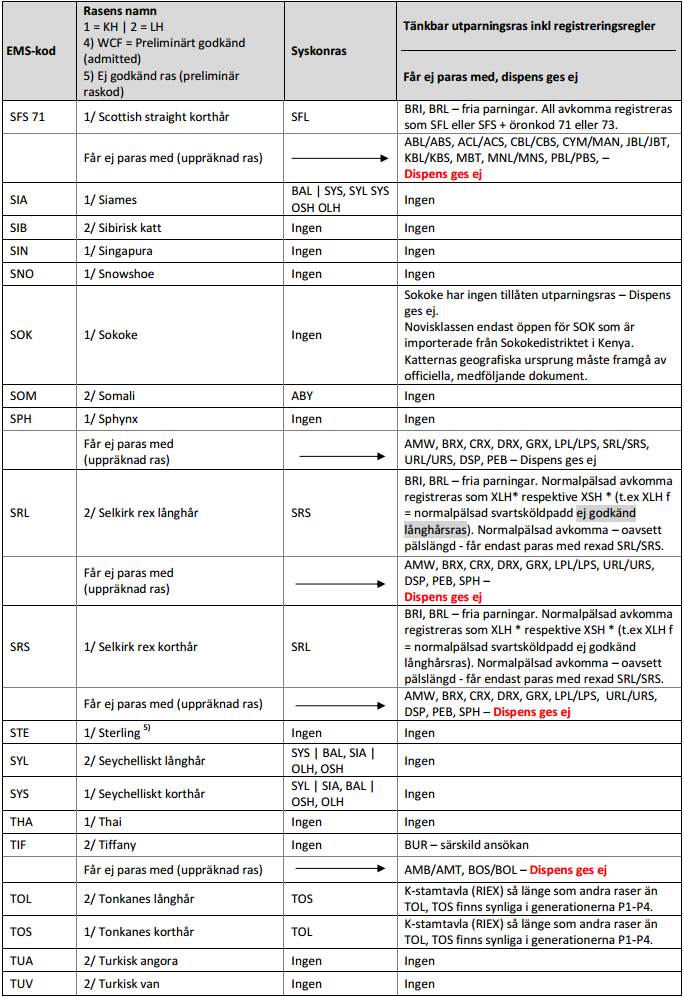 EMS-kod
Rasens namn
1 = KH | 2 = LH
4) WCF = Preliminärt godkänd
(admitted)
5) Ej godkänd ras (preliminär
raskod)
Syskonras
Tänkbar utparningsras inkl registreringsregler
Får ej paras med, dispens ges ej
SFS 71
1/ Scottish straight korthår
SFL
BRI, BRL – fria parningar. All avkomma registreras
som SFL eller SFS + öronkod 71 eller 73.
Får ej paras med (uppräknad ras)
ABL/ABS, ACL/ACS, CBL/CBS, CYM/MAN, JBL/JBT,
KBL/KBS, MBT, MNL/MNS, PBL/PBS, –
Dispens ges ej
SIA
1/ Siames
BAL | SYS, SYL SYS
OSH OLH
Ingen
SIB
2/ Sibirisk katt
Ingen
Ingen
SIN
1/ Singapura
Ingen
Ingen
SNO
1/ Snowshoe
Ingen
Ingen
SOK
1/ Sokoke
Ingen
Sokoke har ingen tillåten utparningsras – Dispens
ges ej.
Novisklassen endast öppen för SOK som är
importerade från Sokokedistriktet i Kenya.
Katternas geografiska ursprung måste framgå av
officiella, medföljande dokument.
SOM
2/ Somali
ABY
Ingen
SPH
1/ Sphynx
Ingen
Ingen
Får ej paras med
(uppräknad ras)
AMW, BRX, CRX, DRX, GRX, LPL/LPS, SRL/SRS,
URL/URS, DSP, PEB – Dispens ges ej
SRL
2/ Selkirk rex långhår
SRS
BRI, BRL – fria parningar. Normalpälsad avkomma
registreras som XLH* respektive XSH * (t.ex XLH f
= normalpälsad svartsköldpadd ej godkänd
långhårsras). Normalpälsad avkomma – oavsett
pälslängd - får endast paras med rexad SRL/SRS.
Får ej paras med
(uppräknad ras)
AMW, BRX, CRX, DRX, GRX, LPL/LPS, URL/URS,
DSP, PEB, SPH –
Dispens ges ej
SRS
1/ Selkirk rex korthår
SRL
BRI, BRL – fria parningar. Normalpälsad avkomma
registreras som XLH * respektive XSH * (t.ex XLH f
= normalpälsad svartsköldpadd ej godkänd
långhårsras). Normalpälsad avkomma – oavsett
pälslängd - får endast paras med rexad SRL/SRS.
Får ej paras med (uppräknad ras)
AMW, BRX, CRX, DRX, GRX, LPL/LPS, URL/URS,
DSP, PEB, SPH – Dispens ges ej
STE
1/ Sterling 5)
Ingen
Ingen
SYL
2/ Seychelliskt långhår
SYS | BAL, SIA |
OLH, OSH
Ingen
SYS
1/ Seychelliskt korthår
SYL | SIA, BAL |
OSH, OLH
Ingen
THA
1/ Thai
Ingen
Ingen
TIF
2/ Tiffany
Ingen
BUR – särskild ansökan
Får ej paras med (uppräknad ras)
AMB/AMT, BOS/BOL – Dispens ges ej
TOL
2/ Tonkanes långhår
TOS
K-stamtavla (RIEX) så länge som andra raser än
TOL, TOS finns synliga i generationerna P1-P4.
TOS
1/ Tonkanes korthår
TOL
K-stamtavla (RIEX) så länge som andra raser än
TOL, TOS finns synliga i generationerna P1-P4.
TUA
2/ Turkisk angora
Ingen
Ingen
TUV
2/ Turkisk van
Ingen
Ingen